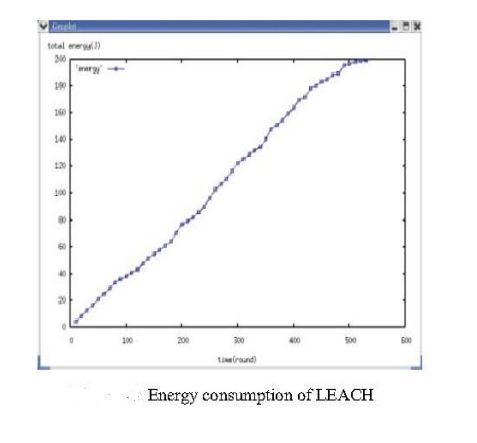 Gnuplot
total energy(J)
200
'energy'
180
160
140
120
100
80
60
40
20
0
0 100 200 300 400 500 600
time(round)
Energy consumption of LEACH